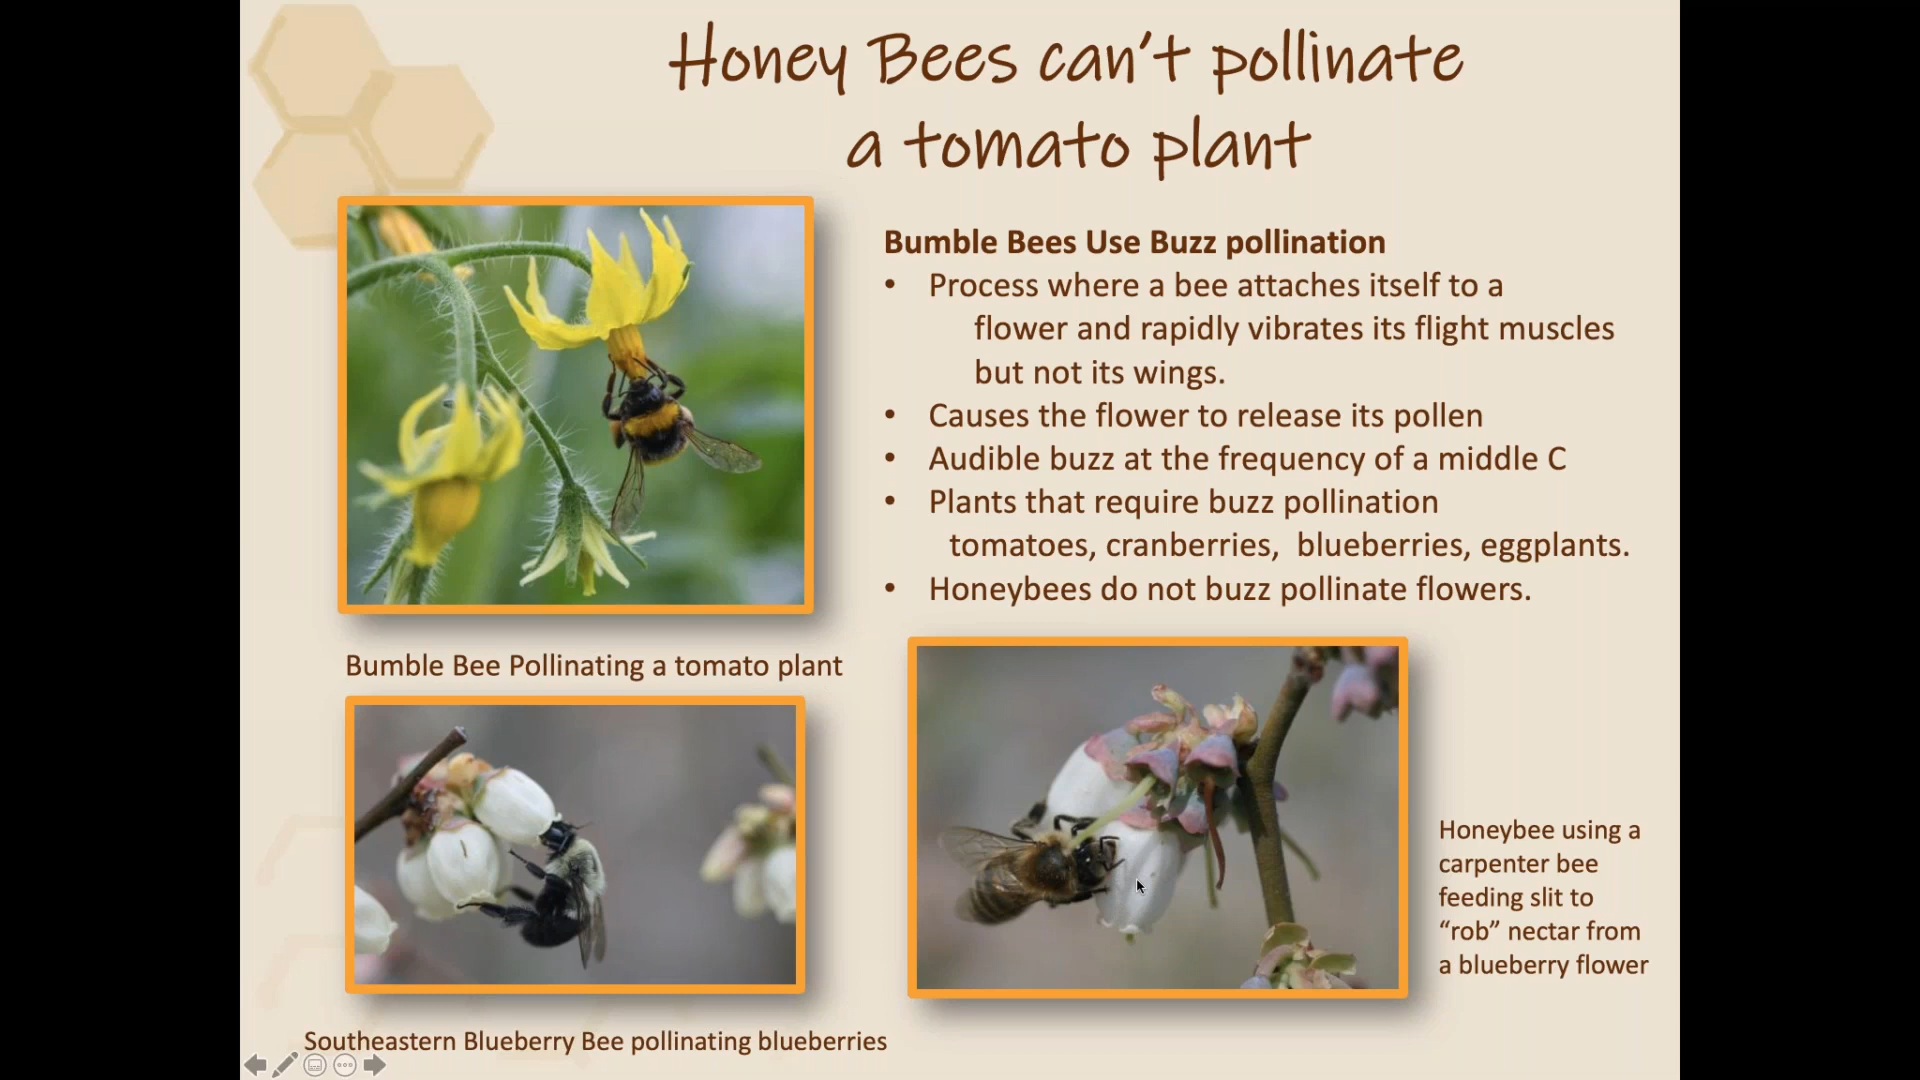 Honey Bees can't pollinate
a tomato plant
Bumble Bees Use Buzz pollination
• Process where a bee attaches itself to a
flower and rapidly vibrates its flight muscles
but not its wings.
• Causes the flower to release its pollen
• Audible buzz at the frequency of a middle C
• Plants that require buzz pollination
tomatoes, cranberries, blueberries, eggplants.
• Honeybees do not buzz pollinate flowers.
Bumble Bee Pollinating a tomato plant
Honeybee using a
carpenter bee
feeding slit to
“rob” nectar from
a blueberry flower
Southeastern Blueberry Bee pollinating blueberries